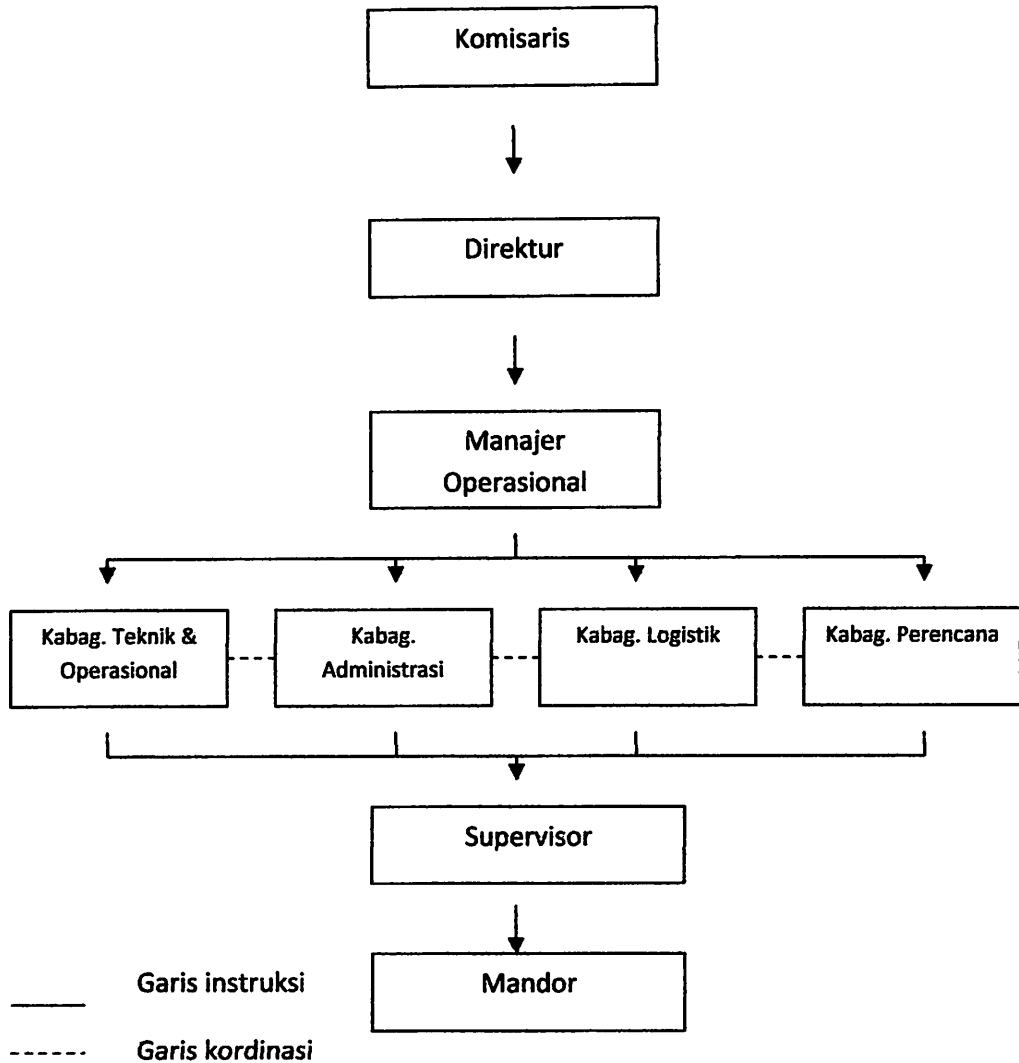 Komisaris
Direktur
Manajer
Operasional
Kabag. Teknik &
Operasional
Kabag.
Administrasi
Kabag. Logistik
Kabag. Perencana
Supervisor
Mandor
Garis instruksi
Garis kordinasi